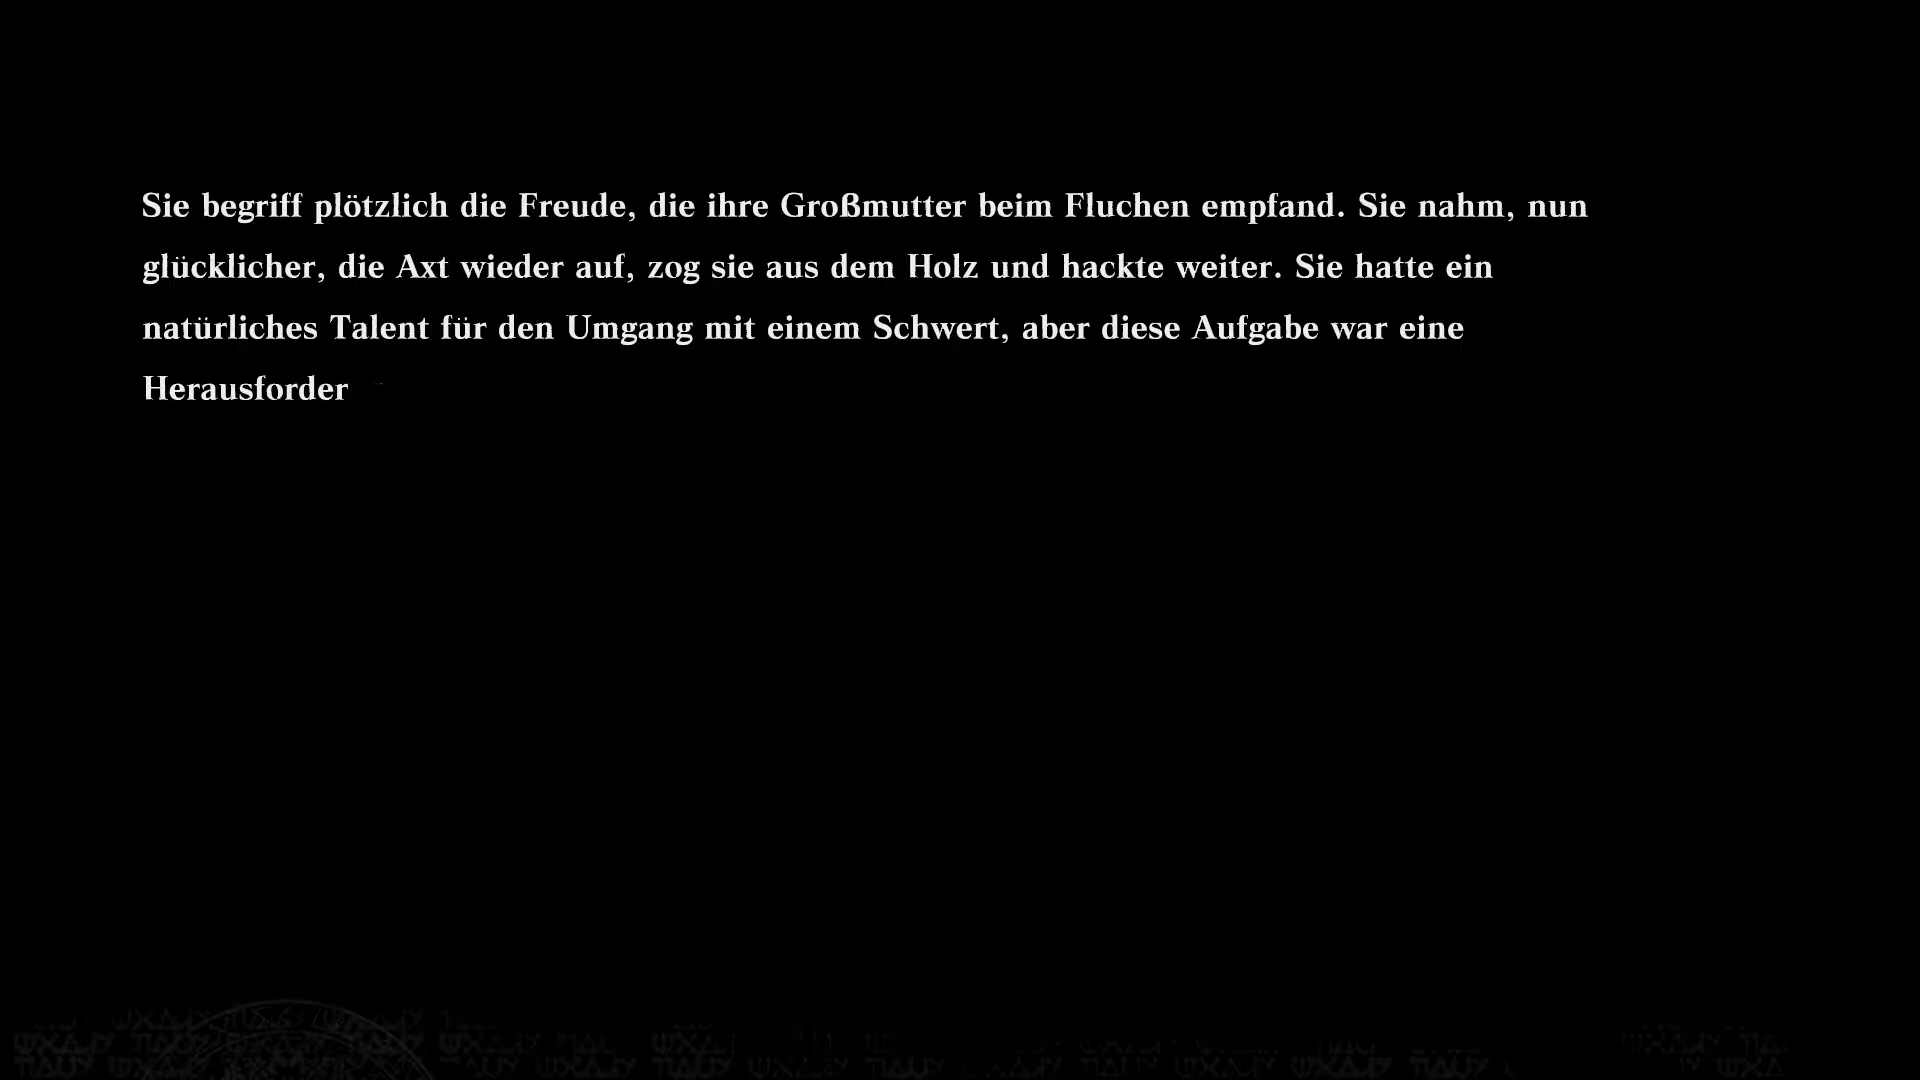 Sie begriff plötzlich die Freude, die ihre Großmutter beim Fluchen empfand. Sie nahm, nun
glücklicher, die Axt wieder auf, zog sie aus dem Holz und hackte weiter. Sie hatte ein
natürliches Talent für den Umgang mit einem Schwert, aber diese Aufgabe war eine
Herausforder